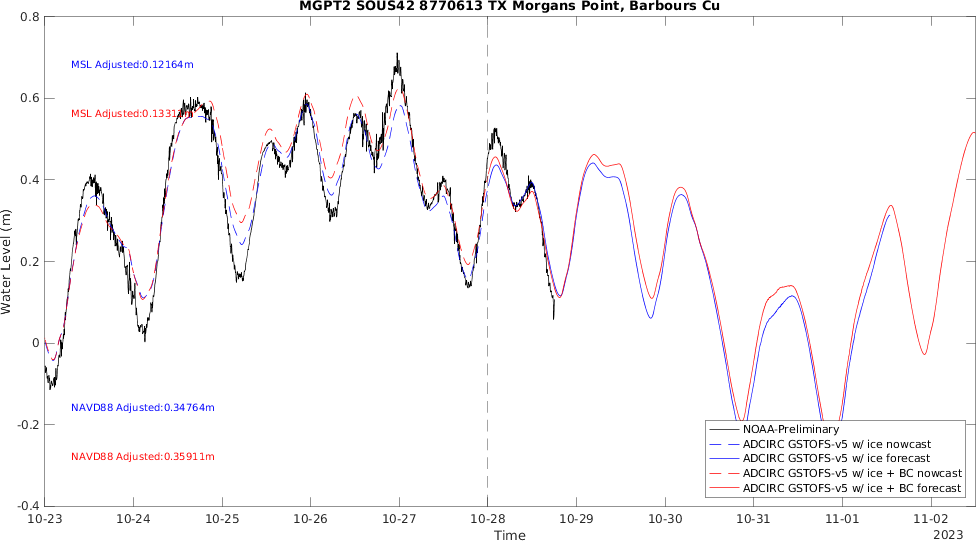 MGPT2 SOUS42 8770613 TX Morgans Point, Barbours Cu
0.8
0.6
0.4
0.2
0
-0.2
-0.4
Water Level (m)
MSL Adjusted:0.12164m
MSL Adjusted:0.13312m
NAVD88 Adjusted:0.34764m
NAVD88 Adjusted:0.35911m
NOAA-Preliminary
ADCIRC GSTOFS-v5 w/ ice nowcast
ADCIRC GSTOFS-v5 w/ ice forecast
ADCIRC GSTOFS-v5 w/ ice + BC nowcast
ADCIRC GSTOFS-v5 w/ ice + BC forecast
10-23 10-24 10-25 10-26 10-27 10-28 10-29 10-30 10-31 11-01 11-02
Time
2023